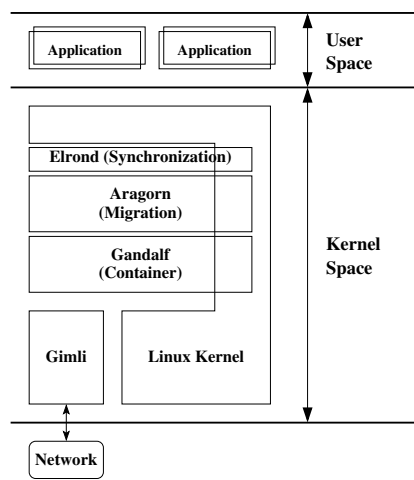 Application
Application
User
Space
Elrond (Synchronization)
Aragorn
(Migration)
Gandalf
(Container)
Kernel
Space
Gimli
Linux Kernel
Network